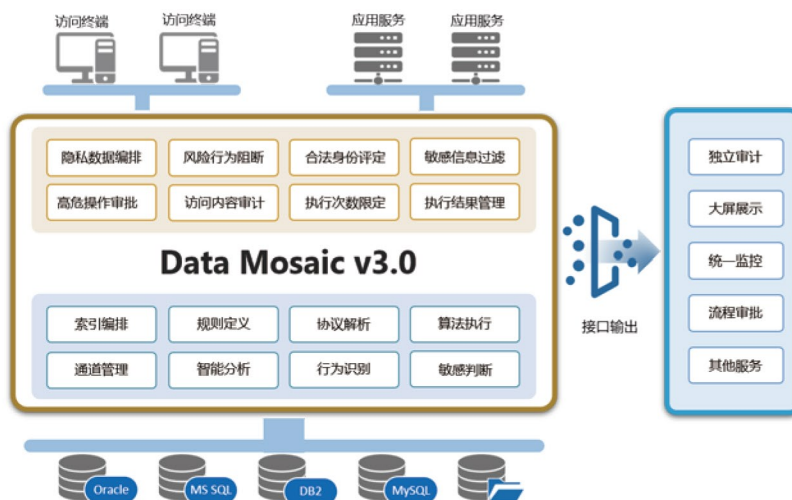 访问终端
访问终端
应用服务
应用服务
隐私数据编排
风险行为阻断
合法身份评定
敏感信息过滤
高危操作审批
访问内容审计
执行次数限定
执行结果管理
Data Mosaic v3.0
索引编排
规则定义
协议解析
算法执行
通道管理
智能分析
行为识别
敏感判断
接口输出
独立审计
大屏展示
统一监控
流程审批
其他服务
Oracle
MS SQL
DB2
MySQL